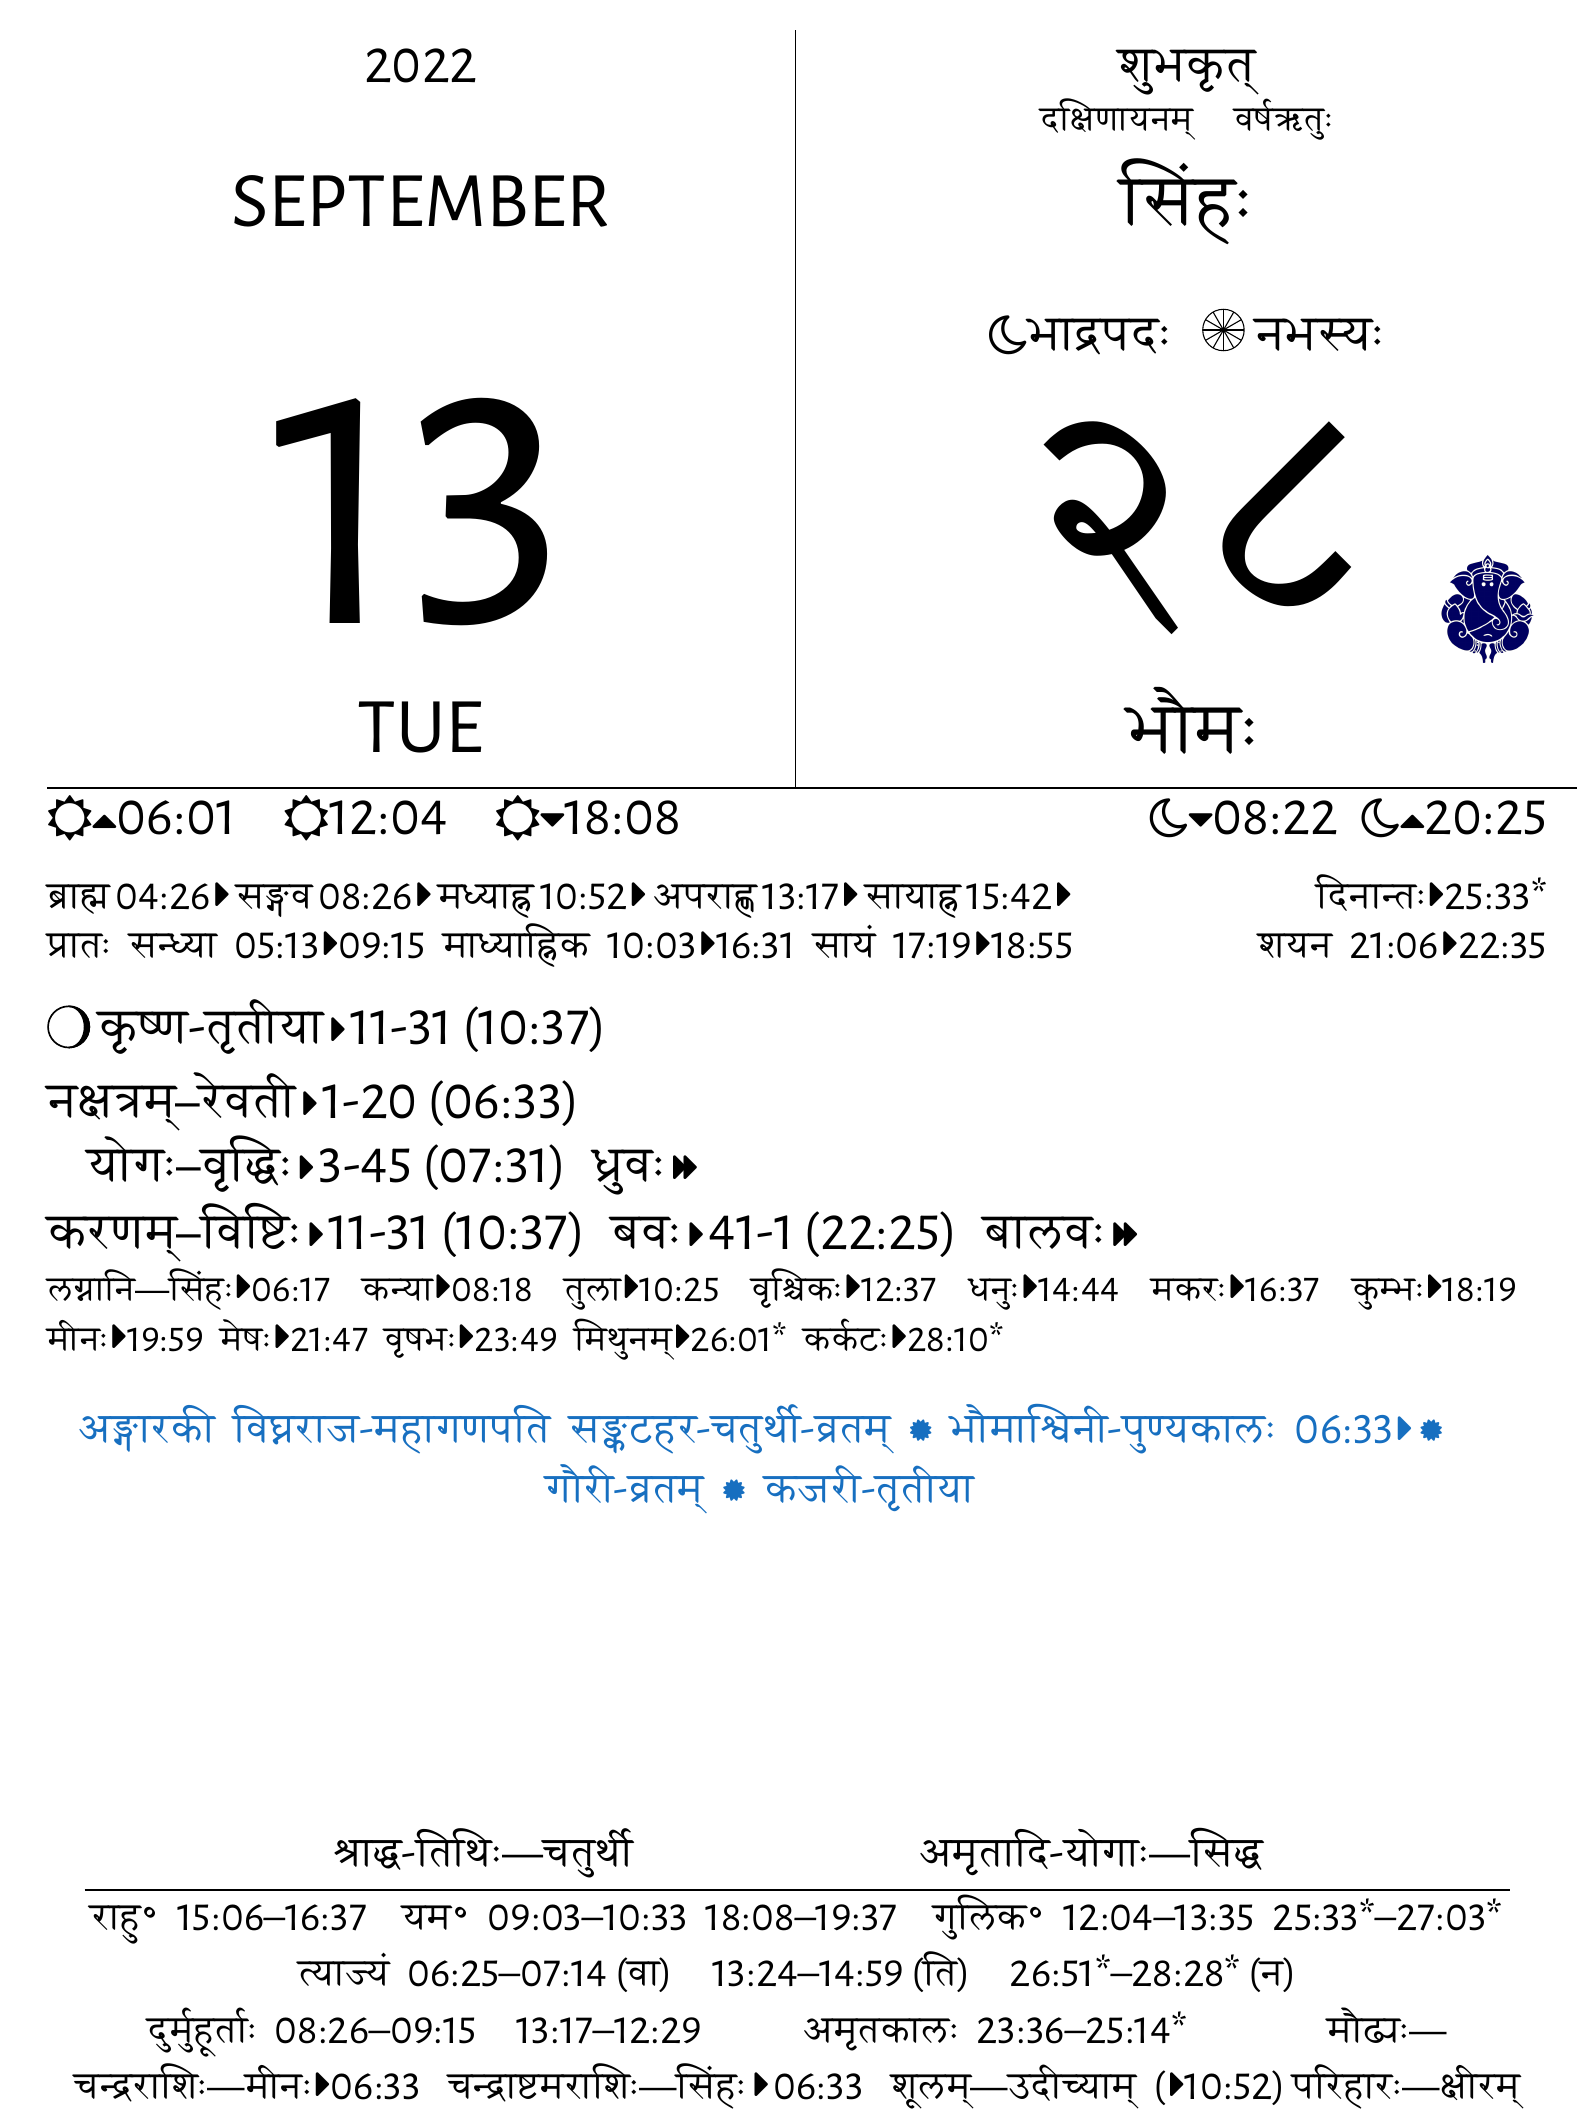 2022
SEPTEMBER
13
TUE
शुभकृत्
दक्षिणायनम् वर्षऋतुः
सिंहः
भाद्रपदः नभस्यः
२८
भौमः
06:01 12:04 18:08 08:22 20:25
ब्राह्म 04:26 सङ्गव 08:26 मध्याह्न 10:52 अपराह्ण 13:17 सायाह्न 15:42 दिनान्तः 25:33*
प्रातः सन्ध्या 05:13 09:15 माध्याह्निक 10:03 16:31 सायं 17:19 18:55 शयन 21:06 22:35
कृष्ण-तृतीया 11-31 (10:37)
नक्षत्रम्–रेवती 1-20 (06:33)
योगः–वृद्धिः 3-45 (07:31) ध्रुवः
करणम्–विष्टिः 11-31 (10:37) बवः 41-1 (22:25) बालवः
लग्नानि—सिंहः 06:17 कन्या 08:18 तुला 10:25 वृश्चिकः 12:37 धनुः 14:44 मकरः 16:37 कुम्भः 18:19
मीनः 19:59 मेषः 21:47 वृषभः 23:49 मिथुनम् 26:01* कर्कटः 28:10*
अङ्गारकी विघ्नराज-महागणपति सङ्कटहर-चतुर्थी-व्रतम् भौमाश्विनी-पुण्यकालः 06:33
गौरी-व्रतम् कजरी-तृतीया
श्राद्ध-तिथिः—चतुर्थी अमृतादि-योगाः—सिद्ध
राहु॰ 15:06–16:37 यम॰ 09:03–10:33 18:08–19:37 गुलिक॰ 12:04–13:35 25:33*–27:03*
त्याज्यं 06:25–07:14 (वा) 13:24–14:59 (ति) 26:51*–28:28* (न)
दुर्मुहूर्ताः 08:26–09:15 13:17–12:29 अमृतकालः 23:36–25:14* मौढ्यः—
चन्द्रराशिः—मीनः 06:33 चन्द्राष्टमराशिः—सिंहः 06:33 शूलम्—उदीच्याम् (10:52) परिहारः—क्षीरम्